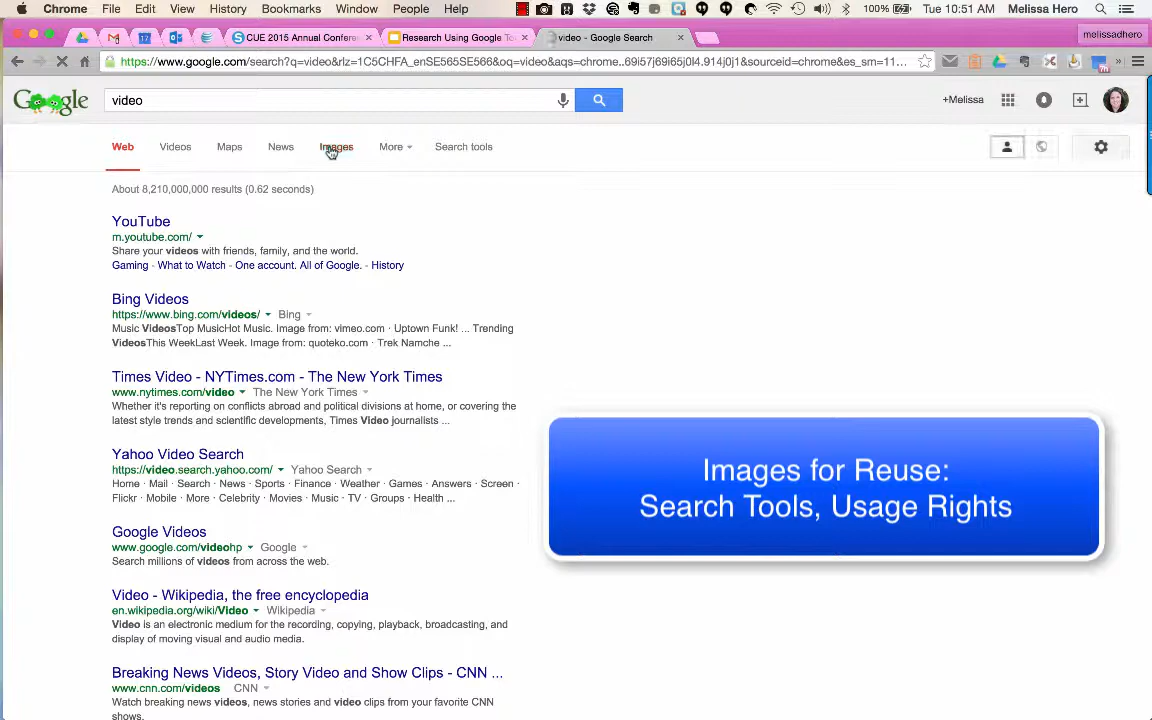 Chrome File Edit View History Bookmarks Window People Help 100% Tue 10:51 AM Melissa Hero
CUE 2015 Annual Confere × Research Using Google To × video - Google Search × melissadhero
https://www.google.com/search?q=video&rlz=1C5CHFA_enSE565SE566&oq=video&aqs=chrome..69i57j69i65j0l4.914j0j1&sourceid=chrome&es_sm=11...
Google video +Melissa
Web Videos Maps News Images More Search tools
About 8,210,000,000 results (0.62 seconds)
YouTube
m.youtube.com/
Share your videos with friends, family, and the world.
Gaming - What to Watch - One account. All of Google. - History
Bing Videos
https://www.bing.com/videos/ Bing
Music VideosTop MusicHot Music. Image from: vimeo.com · Uptown Funk! ... Trending
VideosThis WeekLast Week. Image from: quoteko.com · Trek Namche ...
Times Video - NYTimes.com - The New York Times
www.nytimes.com/video The New York Times
Whether it's reporting on conflicts abroad and political divisions at home, or covering the
latest style trends and scientific developments, Times Video journalists ...
Yahoo Video Search
https://video.search.yahoo.com/ Yahoo Search
Home · Mail · Search · News · Sports · Finance · Weather · Games · Answers · Screen ·
Flickr · Mobile · More · Celebrity · Movies · Music · TV · Groups · Health ...
Images for Reuse:
Search Tools, Usage Rights
Google Videos
www.google.com/videohp Google
Search millions of videos from across the web.
Video - Wikipedia, the free encyclopedia
en.wikipedia.org/wiki/Video Wikipedia
Video is an electronic medium for the recording, copying, playback, broadcasting, and
display of moving visual and audio media.
Breaking News Videos, Story Video and Show Clips - CNN ...
www.cnn.com/videos CNN
Watch breaking news videos, news stories and video clips from your favorite CNN
shows.